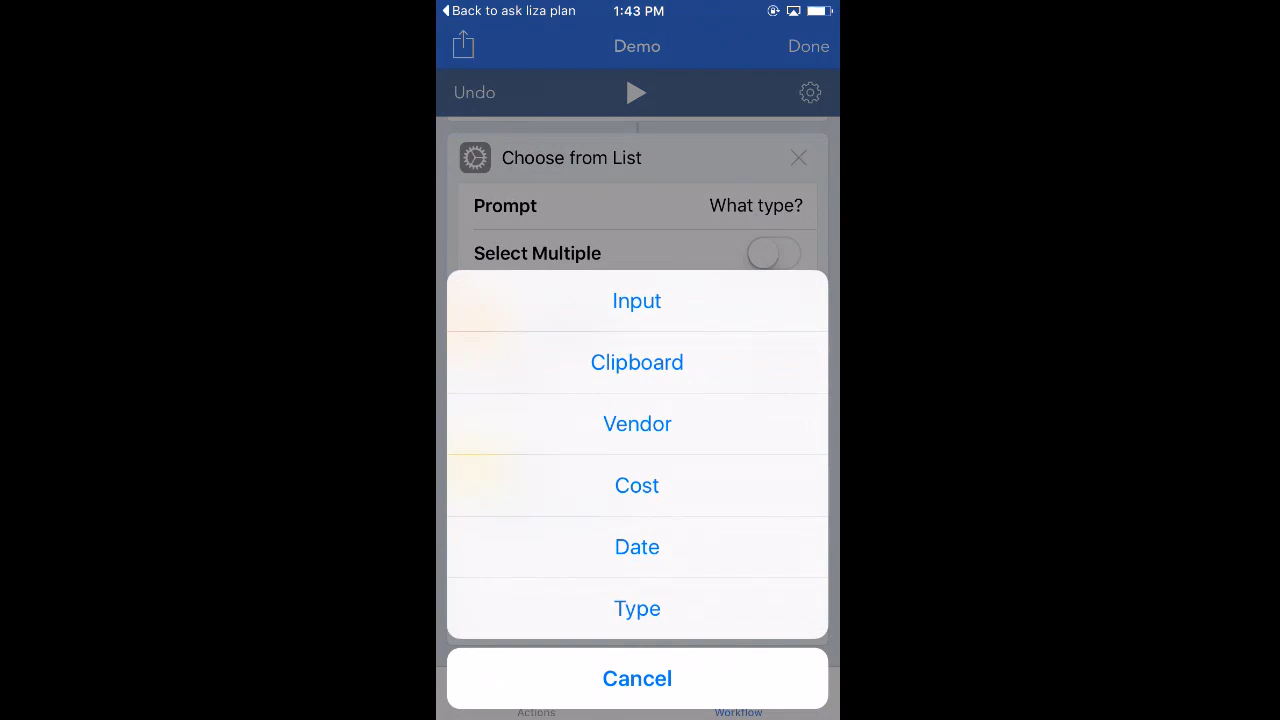 Back to ask liza plan 1:43 PM
Demo Done
Undo
Choose from List
Prompt What type?
Select Multiple
Input
Clipboard
Vendor
Cost
Date
Type
Cancel
Actions Workflow